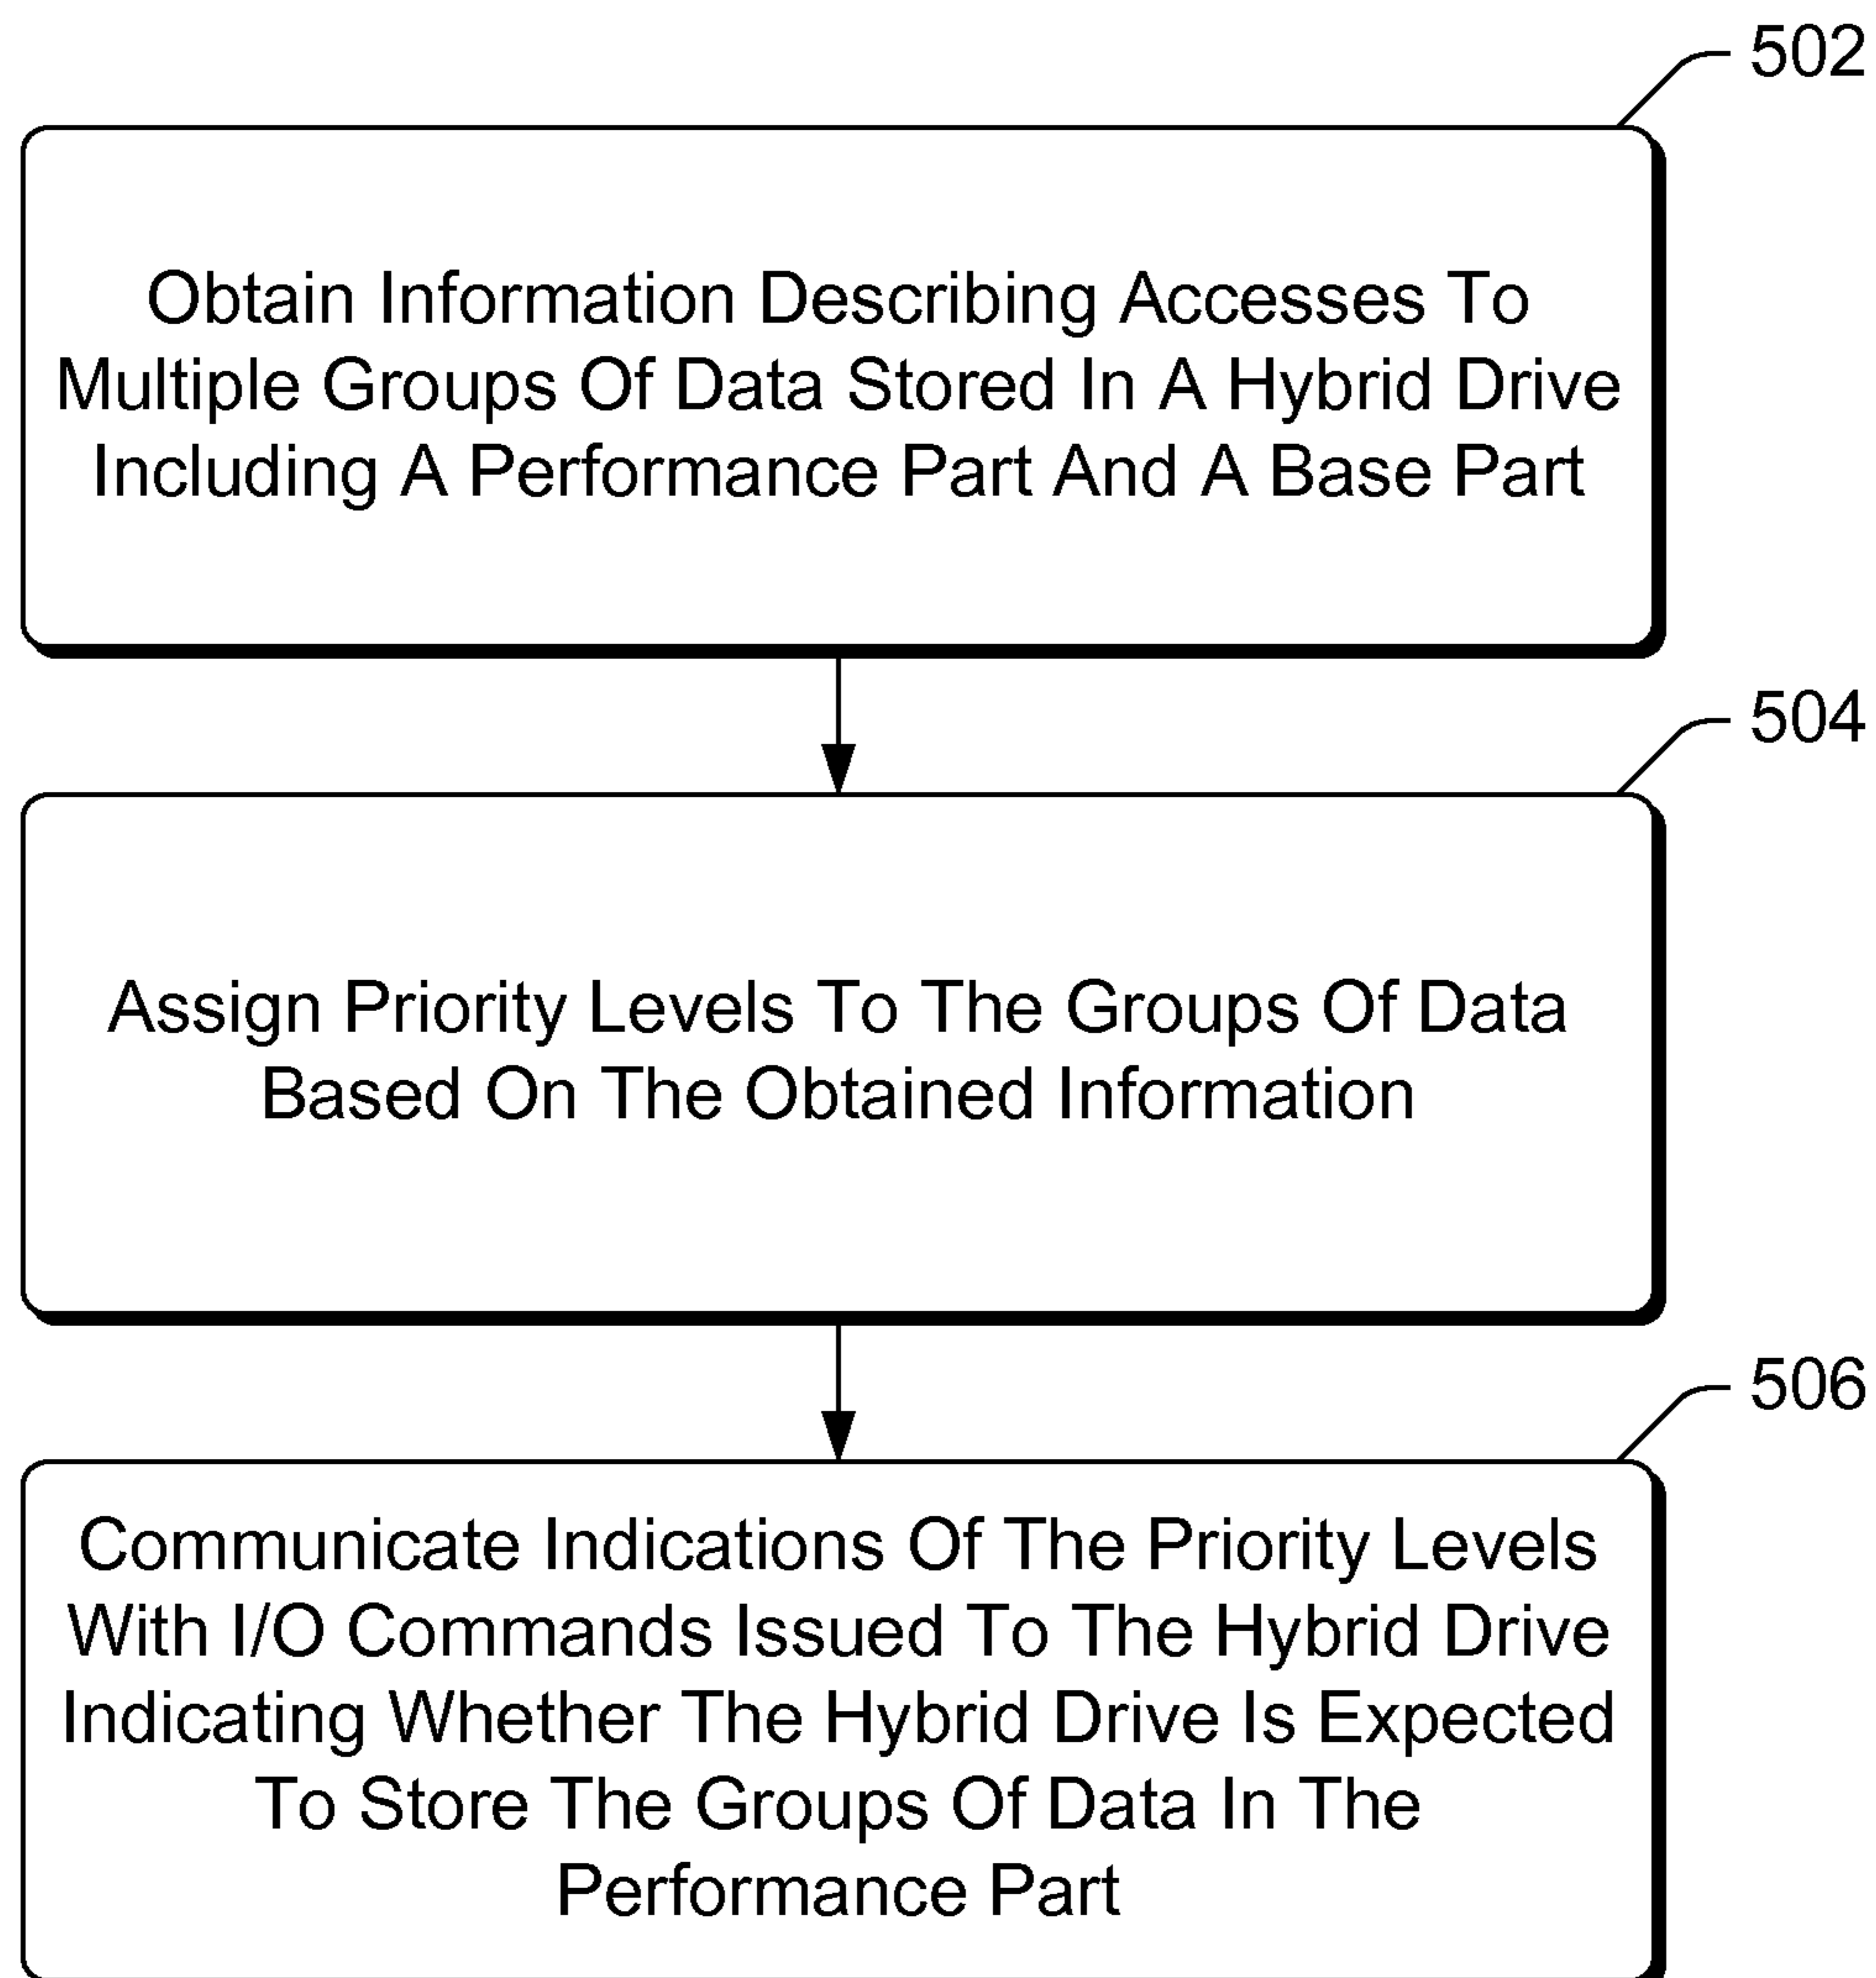 502
Obtain Information Describing Accesses To
Multiple Groups Of Data Stored In A Hybrid Drive
Including A Performance Part And A Base Part
504
Assign Priority Levels To The Groups Of Data
Based On The Obtained Information
506
Communicate Indications Of The Priority Levels
With I/O Commands Issued To The Hybrid Drive
Indicating Whether The Hybrid Drive Is Expected
To Store The Groups Of Data In The
Performance Part